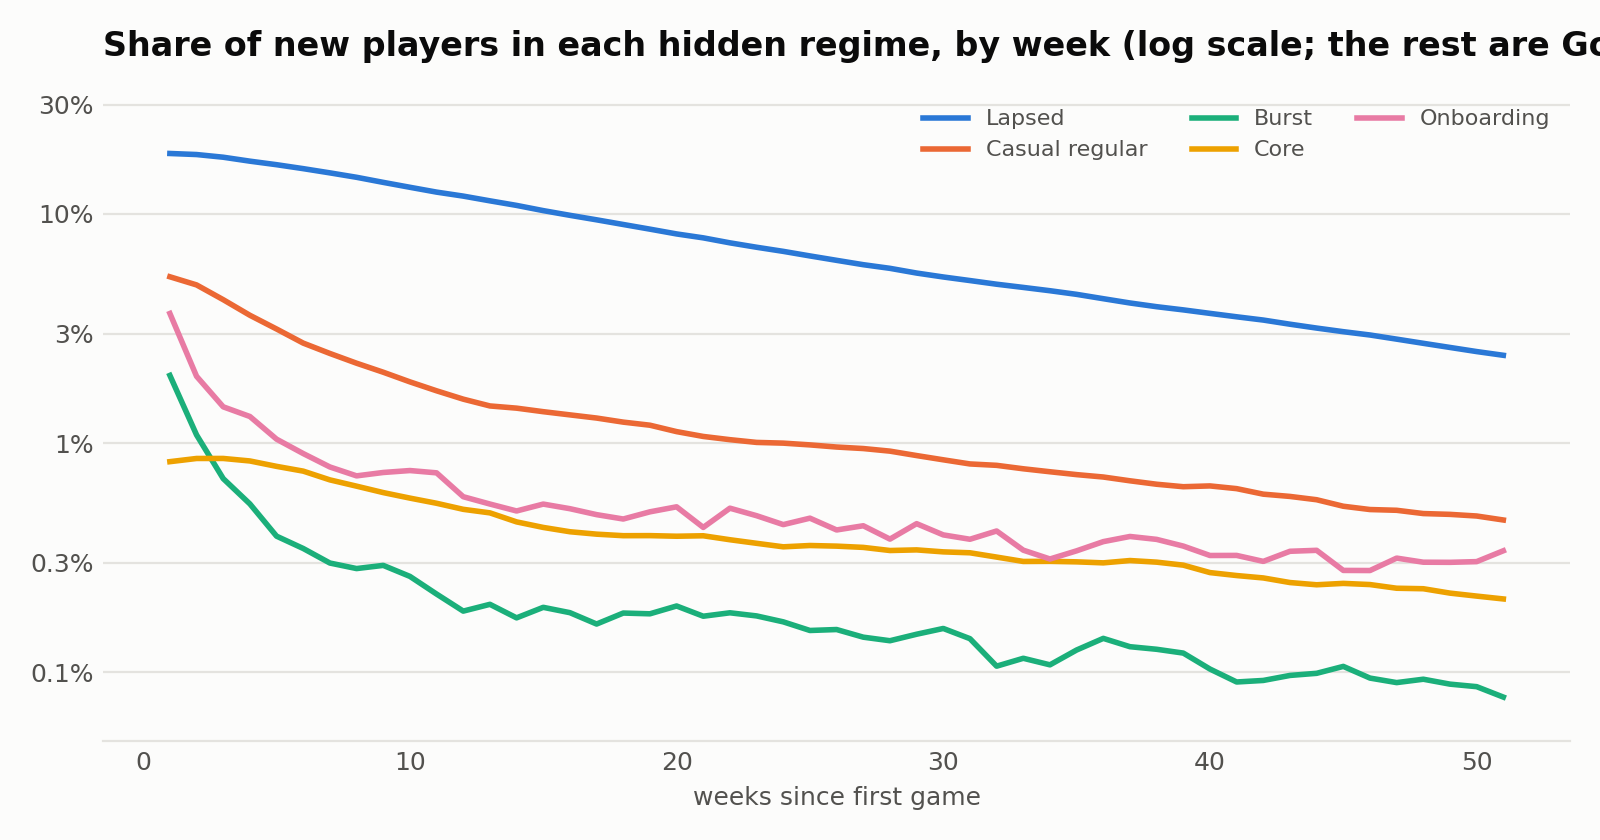 Share of new players in each hidden regime, by week (log scale; the rest are Go
30%
10%
3%
1%
0.3%
0.1%
Lapsed
Casual regular
Burst
Core
Onboarding
0 10 20 30 40 50
weeks since first game